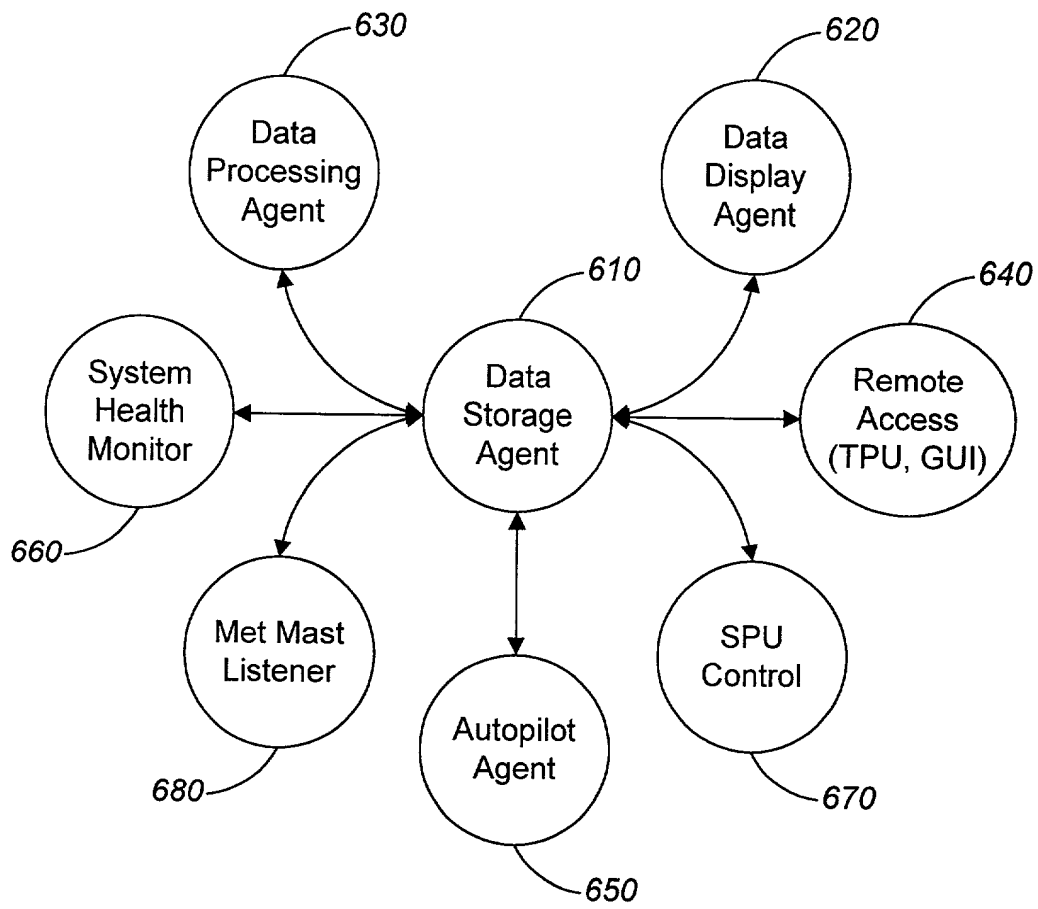 630
620
Data
Processing
Agent
Data
Display
Agent
610
640
System
Health
Monitor
Data
Storage
Agent
Remote
Access
(TPU, GUI)
660
Met Mast
Listener
SPU
Control
Autopilot
Agent
680
670
650